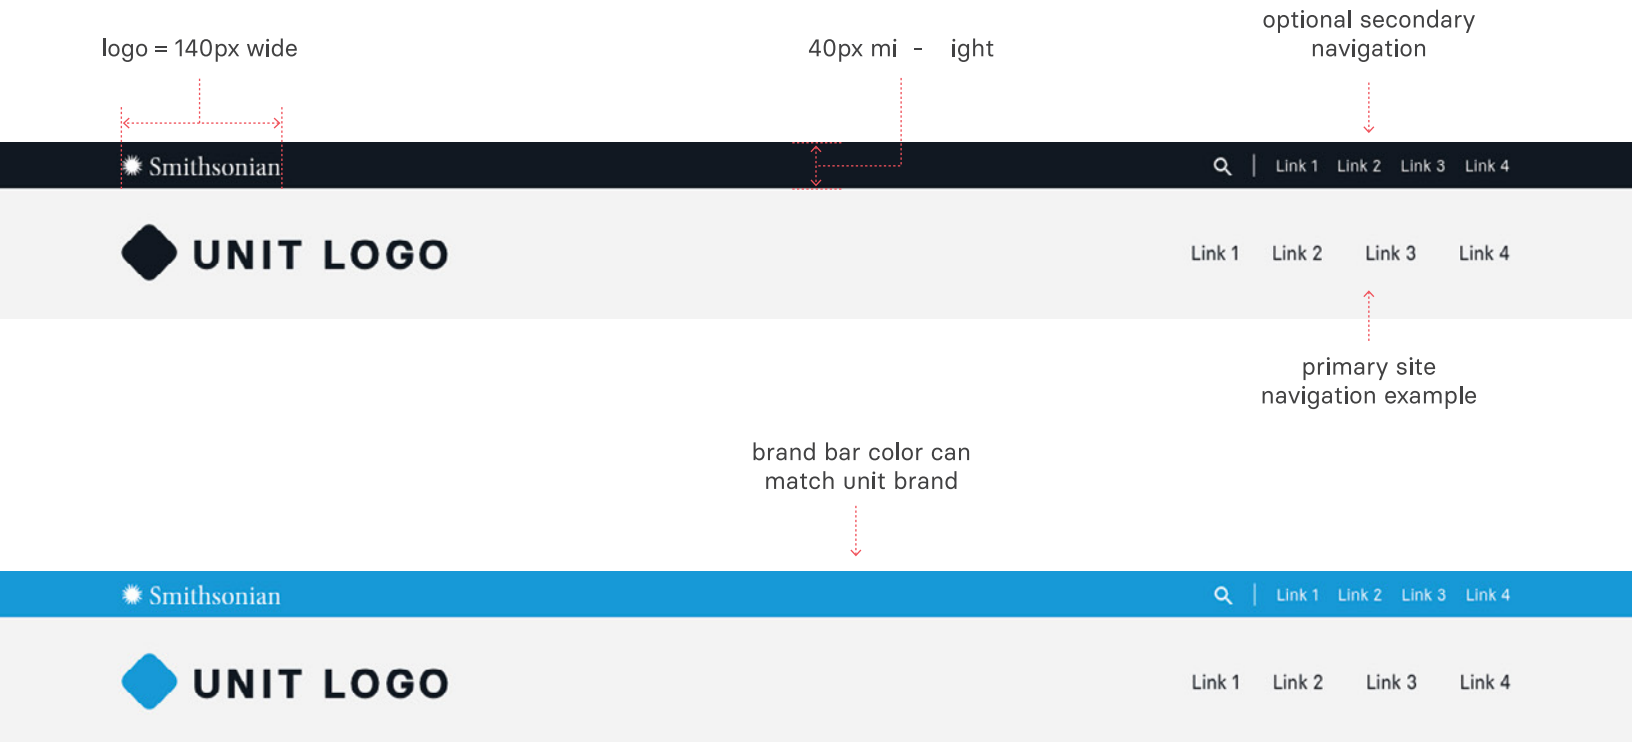 optional secondary
navigation
logo = 140px wide
40px mi - ight
Smithsonian
Link 1 Link 2 Link 3 Link 4
UNIT LOGO
Link 1 Link 2 Link 3 Link 4
primary site
navigation example
brand bar color can
match unit brand
Smithsonian
Link 1 Link 2 Link 3 Link 4
UNIT LOGO
Link 1 Link 2 Link 3 Link 4